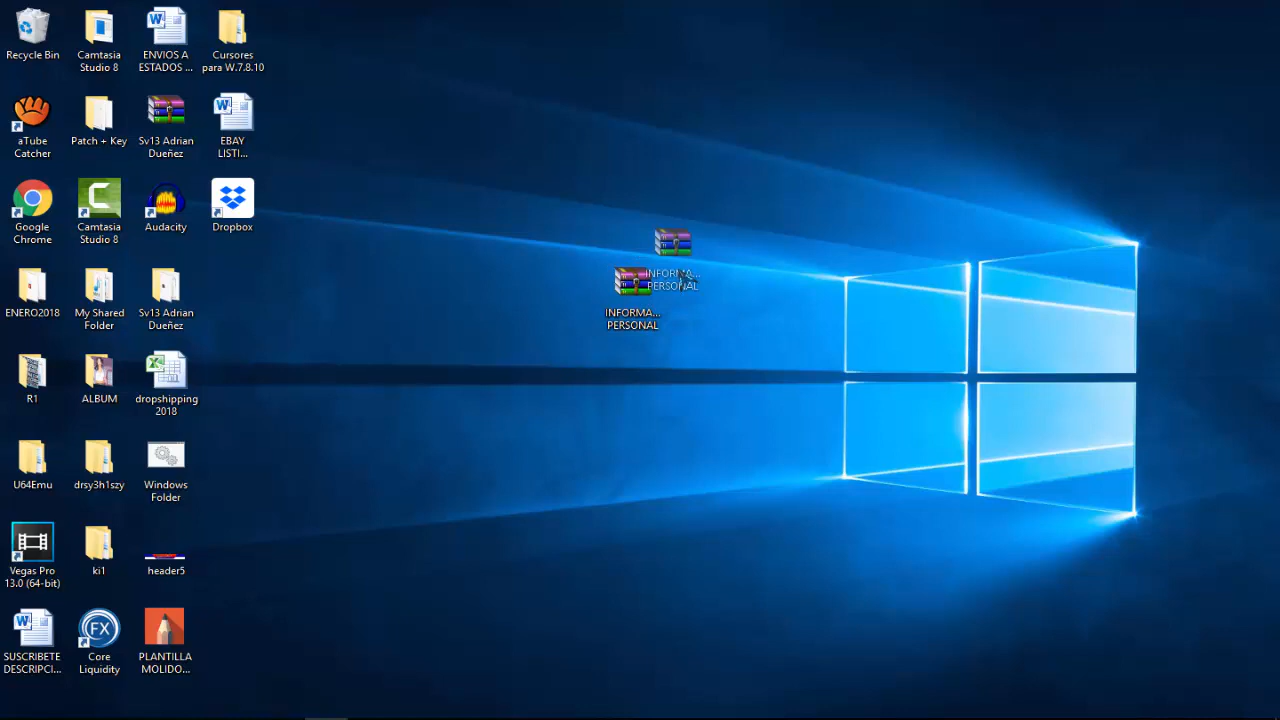 Recycle Bin
Camtasia
Studio 8
ENVIOS A
ESTADOS ...
Cursores
para W.7.8.10
aTube
Catcher
Patch + Key
Sv13 Adrian
Dueñez
EBAY
LISTI...
Google
Chrome
Camtasia
Studio 8
Audacity
Dropbox
INFORMA...
PERSONAL
INFORMA...
PERSONAL
ENERO2018
My Shared
Folder
Sv13 Adrian
Dueñez
R1
ALBUM
dropshipping
2018
U64Emu
drsy3h1szy
Windows
Folder
Vegas Pro
13.0 (64-bit)
ki1
header5
SUSCRIBETE
DESCRIPCI...
Core
Liquidity
PLANTILLA
MOLIDO...